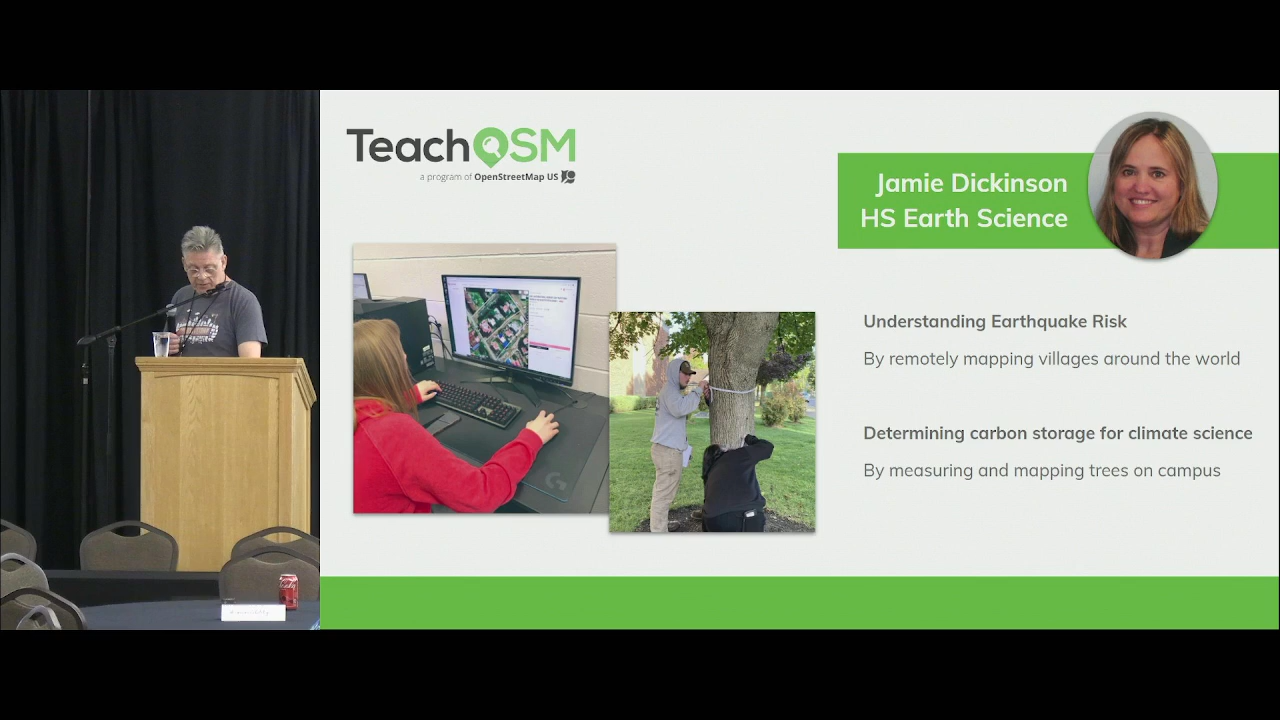 TeachOSM
a program of OpenStreetMap US
Jamie Dickinson
HS Earth Science
Understanding Earthquake Risk
By remotely mapping villages around the world
Determining carbon storage for climate science
By measuring and mapping trees on campus